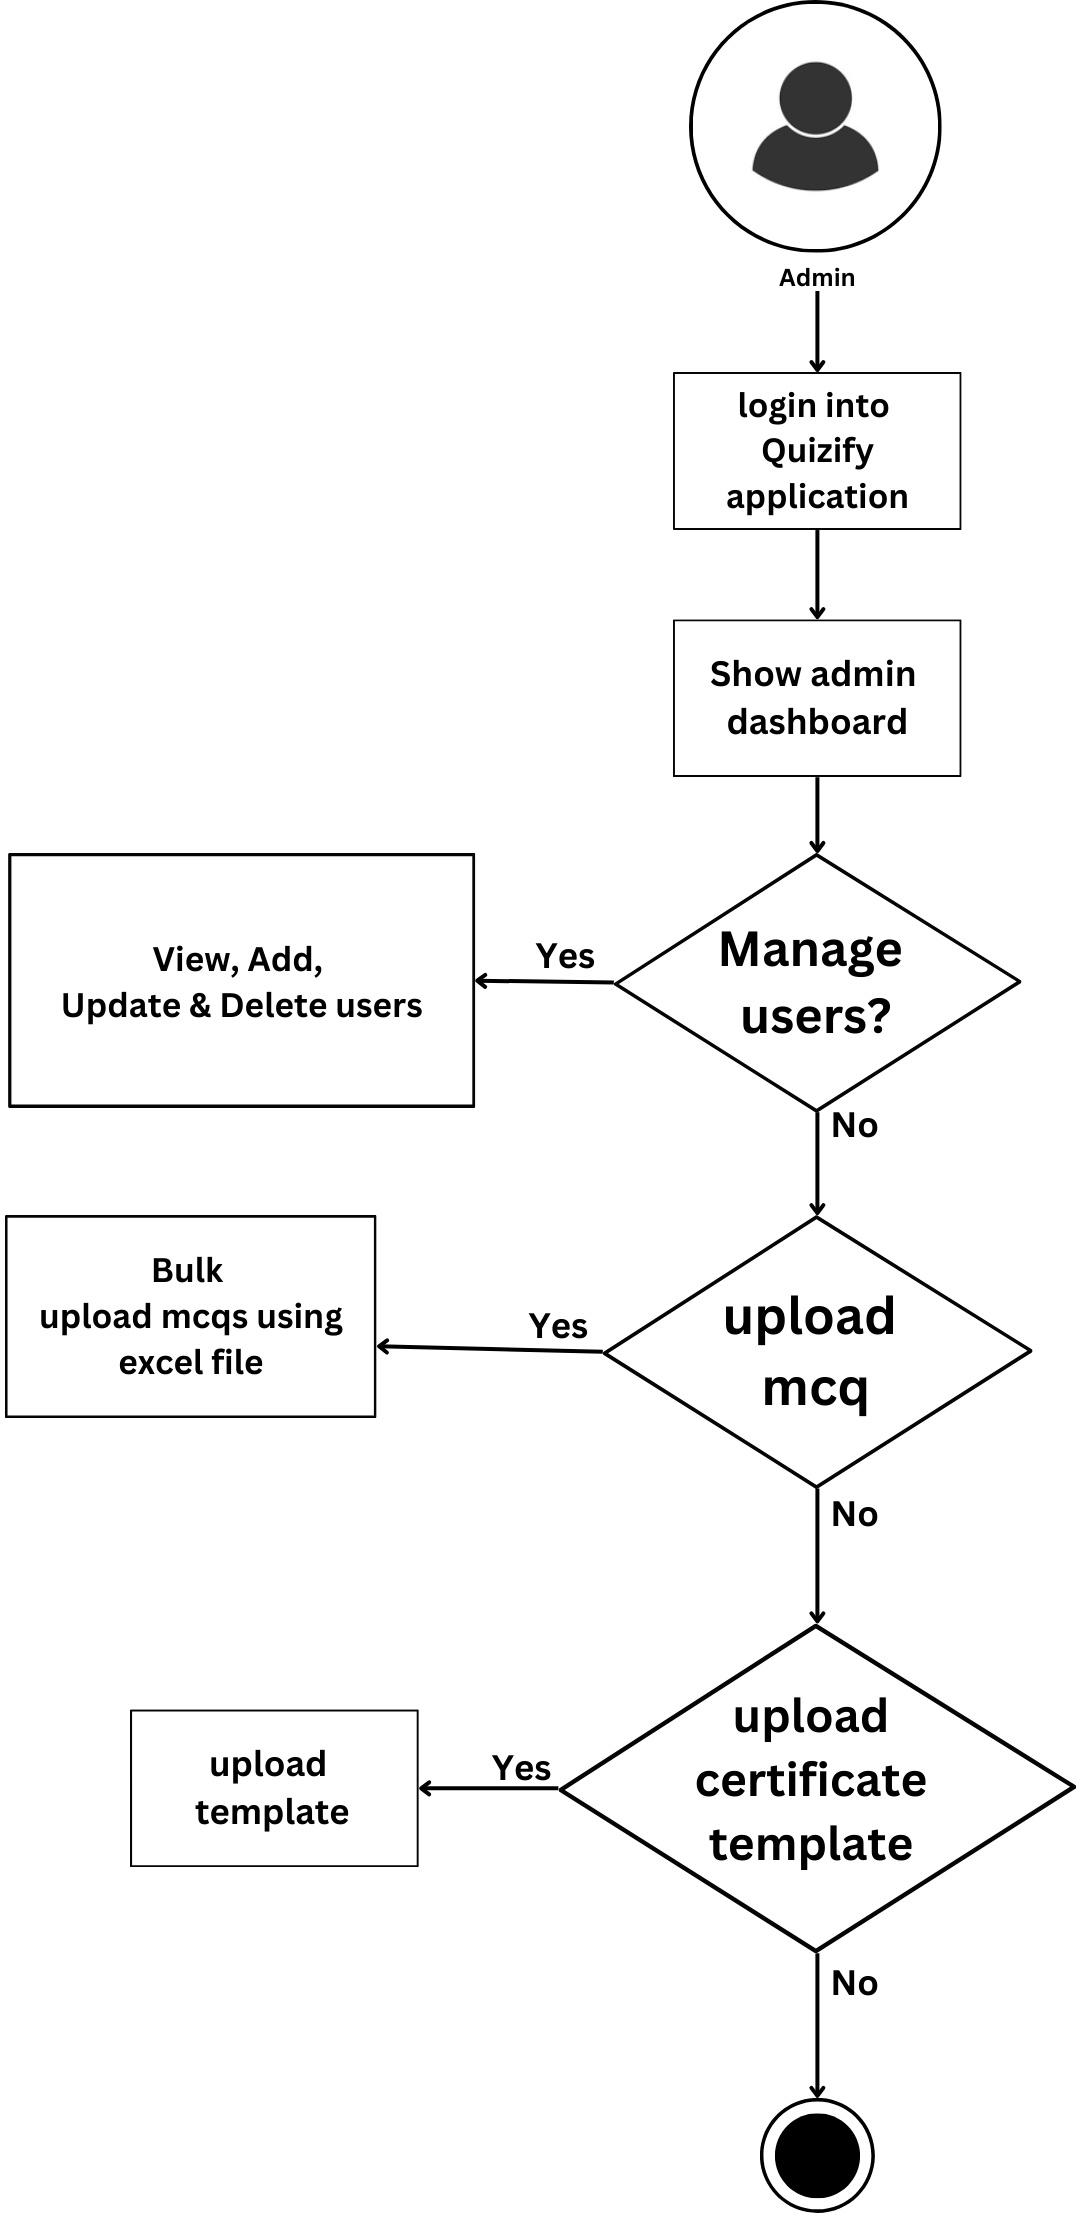 Admin
login into
Quizify
application
Show admin
dashboard
Manage
users?
Yes
View, Add,
Update & Delete users
No
upload
mcq
Yes
Bulk
upload mcqs using
excel file
No
upload
certificate
template
Yes
upload
template
No